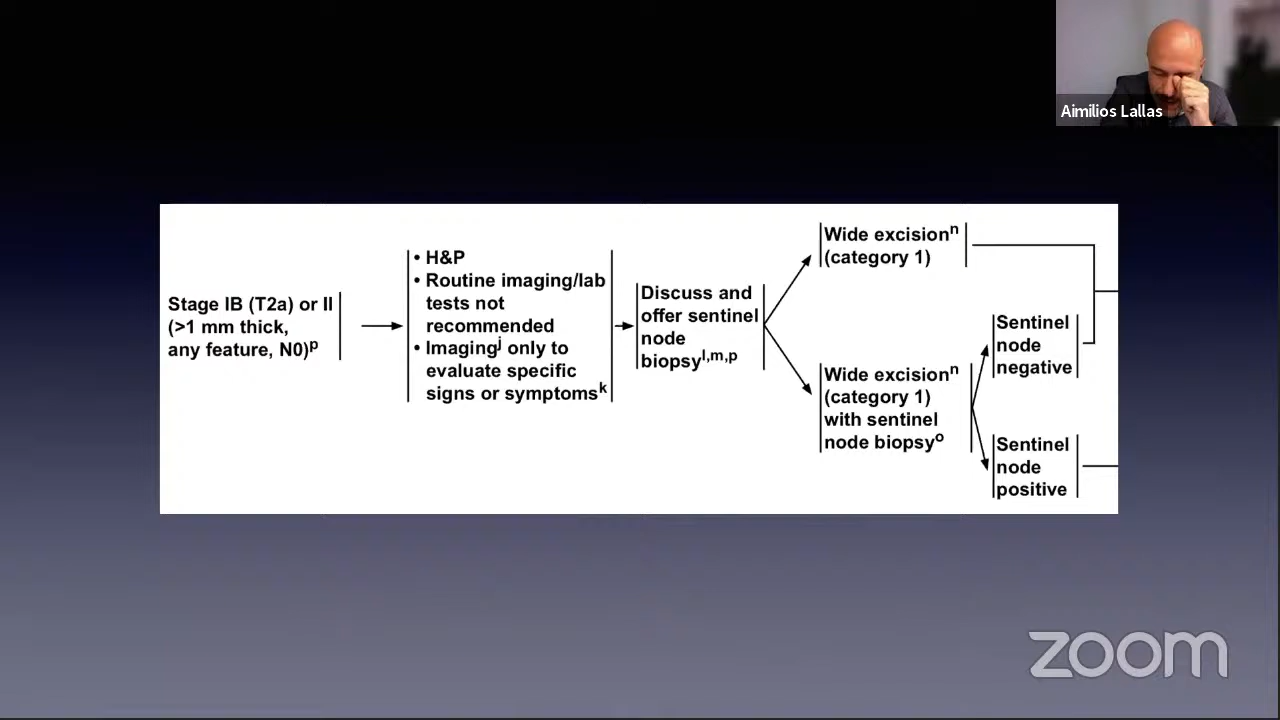 Aimilios Lallas
Stage IB (T2a) or II
(>1 mm thick,
any feature, N0)p
• H&P
• Routine imaging/lab
tests not
recommended
• Imagingj only to
evaluate specific
signs or symptomsk
Discuss and
offer sentinel
node
biopsyl,m,p
Wide excisionn
(category 1)
Wide excisionn
(category 1)
with sentinel
node biopsyo
Sentinel
node
negative
Sentinel
node
positive
zoom